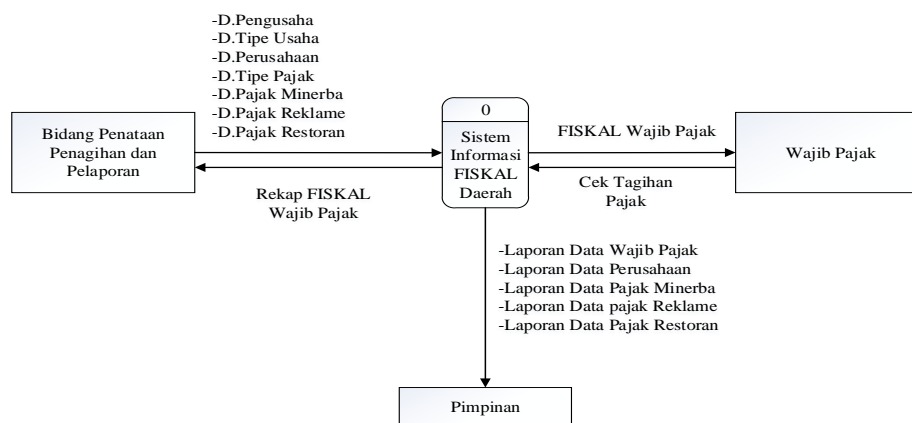 -D.Pengusaha
-D.Tipe Usaha
-D.Perusahaan
-D.Tipe Pajak
-D.Pajak Minerba
-D.Pajak Reklame
-D.Pajak Restoran
Bidang Penataan
Penagihan dan
Pelaporan
Rekap FISKAL
Wajib Pajak
0
Sistem
Informasi
FISKAL
Daerah
FISKAL Wajib Pajak
Cek Tagihan
Pajak
Wajib Pajak
-Laporan Data Wajib Pajak
-Laporan Data Perusahaan
-Laporan Data Pajak Minerba
-Laporan Data pajak Reklame
-Laporan Data Pajak Restoran
Pimpinan